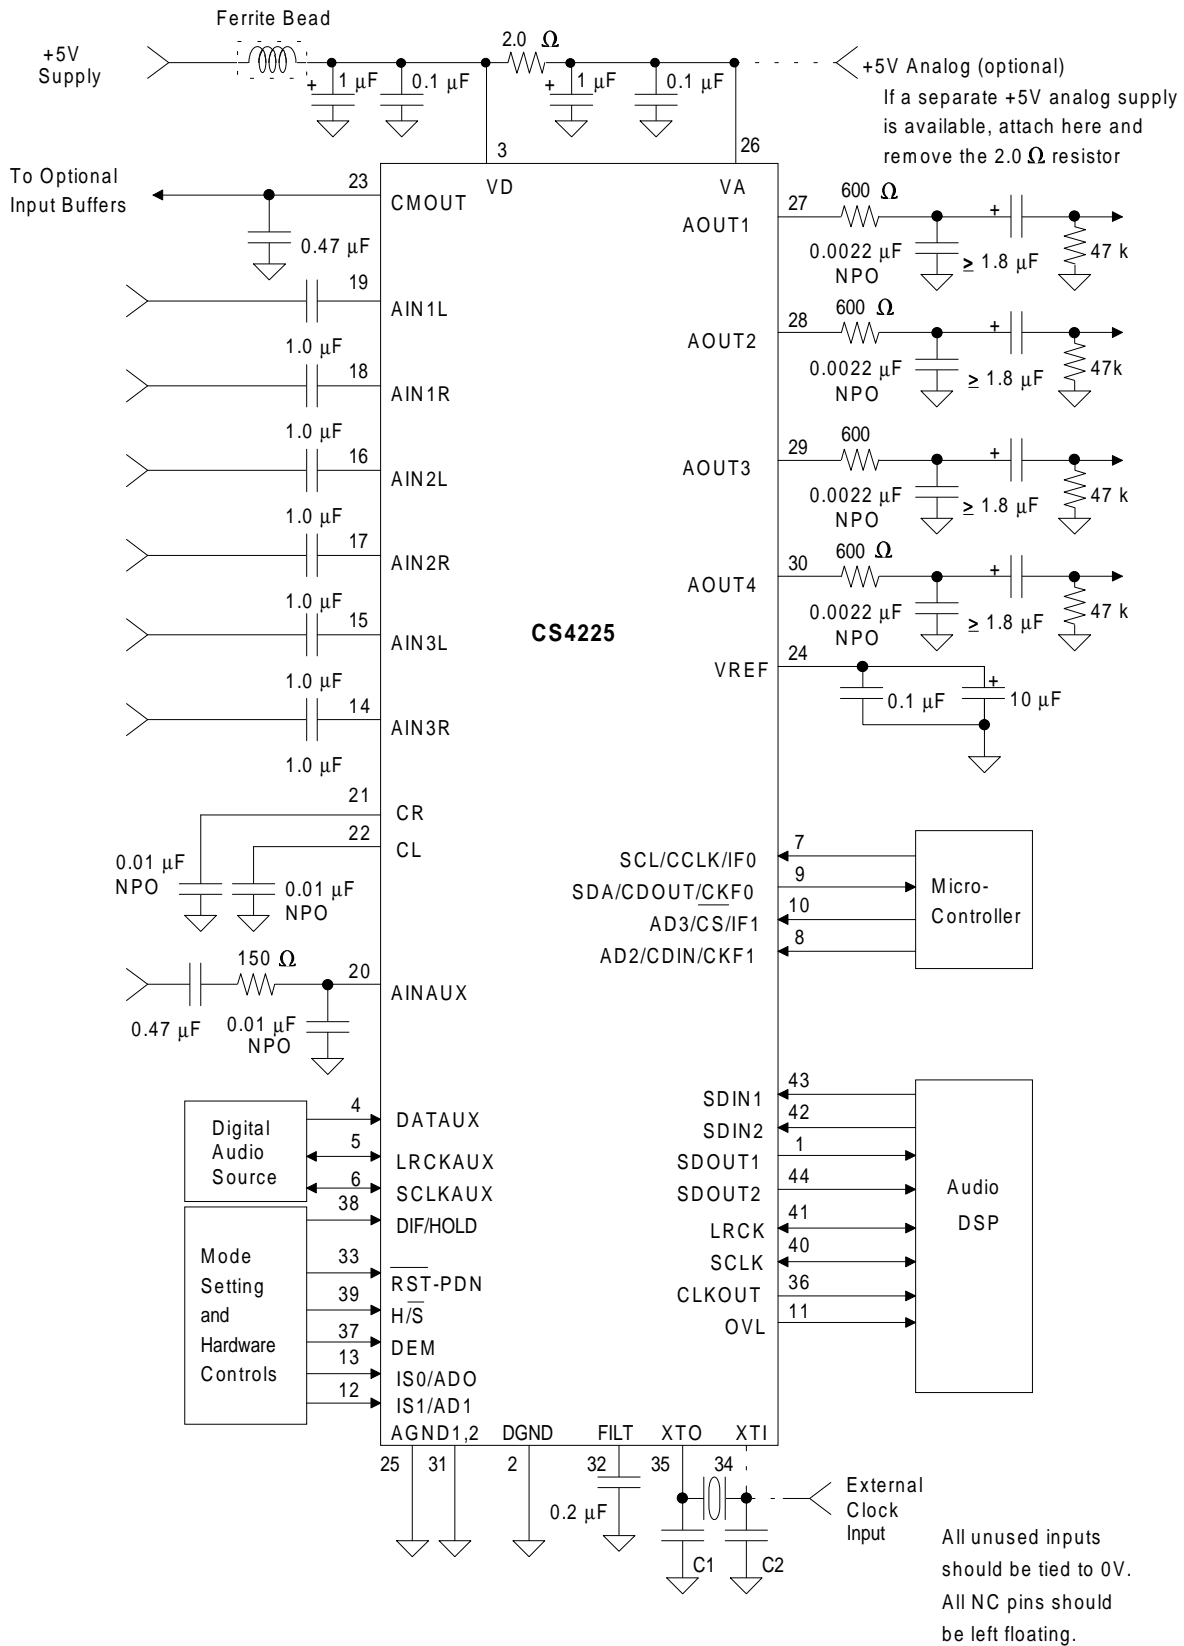 Ferrite Bead
+5V
Supply
+ 1 µF
0.1 µF
2.0 Ω
+ 1 µF
0.1 µF
+5V Analog (optional)
If a separate +5V analog supply
is available, attach here and
remove the 2.0 Ω resistor
3
VD
26
VA
To Optional
Input Buffers
23
CMOUT
0.47 µF
19
AIN1L
1.0 µF
18
AIN1R
1.0 µF
16
AIN2L
1.0 µF
17
AIN2R
1.0 µF
15
AIN3L
1.0 µF
14
AIN3R
1.0 µF
21
CR
22
CL
0.01 µF
NPO
0.01 µF
NPO
150 Ω
20
AINAUX
0.47 µF
0.01 µF
NPO
Digital
Audio
Source
4
DATAUX
5
LRCKAUX
6
SCLKAUX
Mode
Setting
and
Hardware
Controls
38
DIF/HOLD
33
RST-PDN
39
H/S
37
DEM
13
IS0/ADO
12
IS1/AD1
CS4225
27
AOUT1
600 Ω
0.0022 µF
NPO
+
≥ 1.8 µF
47 k
28
AOUT2
600 Ω
0.0022 µF
NPO
+
≥ 1.8 µF
47k
29
AOUT3
600
0.0022 µF
NPO
+
≥ 1.8 µF
47 k
30
AOUT4
600 Ω
0.0022 µF
NPO
+
≥ 1.8 µF
47 k
24
VREF
0.1 µF
+
10 µF
7
SCL/CCLK/IF0
9
SDA/CDOUT/CKF0
10
AD3/CS/IF1
8
AD2/CDIN/CKF1
Micro-
Controller
43
SDIN1
42
SDIN2
1
SDOUT1
44
SDOUT2
41
LRCK
40
SCLK
36
CLKOUT
11
OVL
Audio
DSP
AGND1,2 DGND FILT XTO XTI
25 31 2 32 35 34
0.2 µF
C1 C2
External
Clock
Input
All unused inputs
should be tied to 0V.
All NC pins should
be left floating.